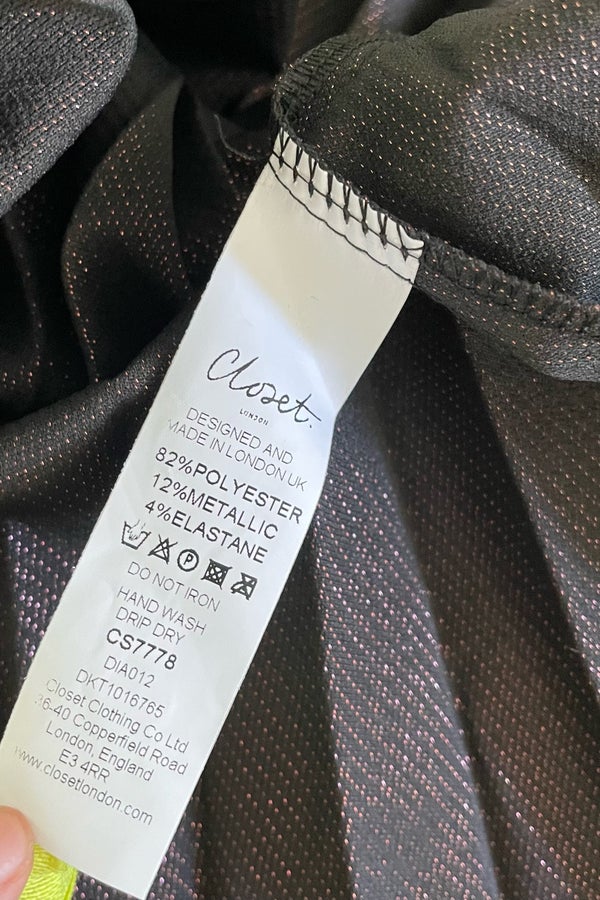 Closet.
LONDON
DESIGNED AND
MADE IN LONDON UK
82%POLYESTER
12%METALLIC
4%ELASTANE
P
DO NOT IRON
HAND WASH
DRIP DRY
CS7778
DIA012
DKT1016765
Closet Clothing Co Ltd
36-40 Copperfield Road
London, England
E3 4RR
www.closetlondon.com